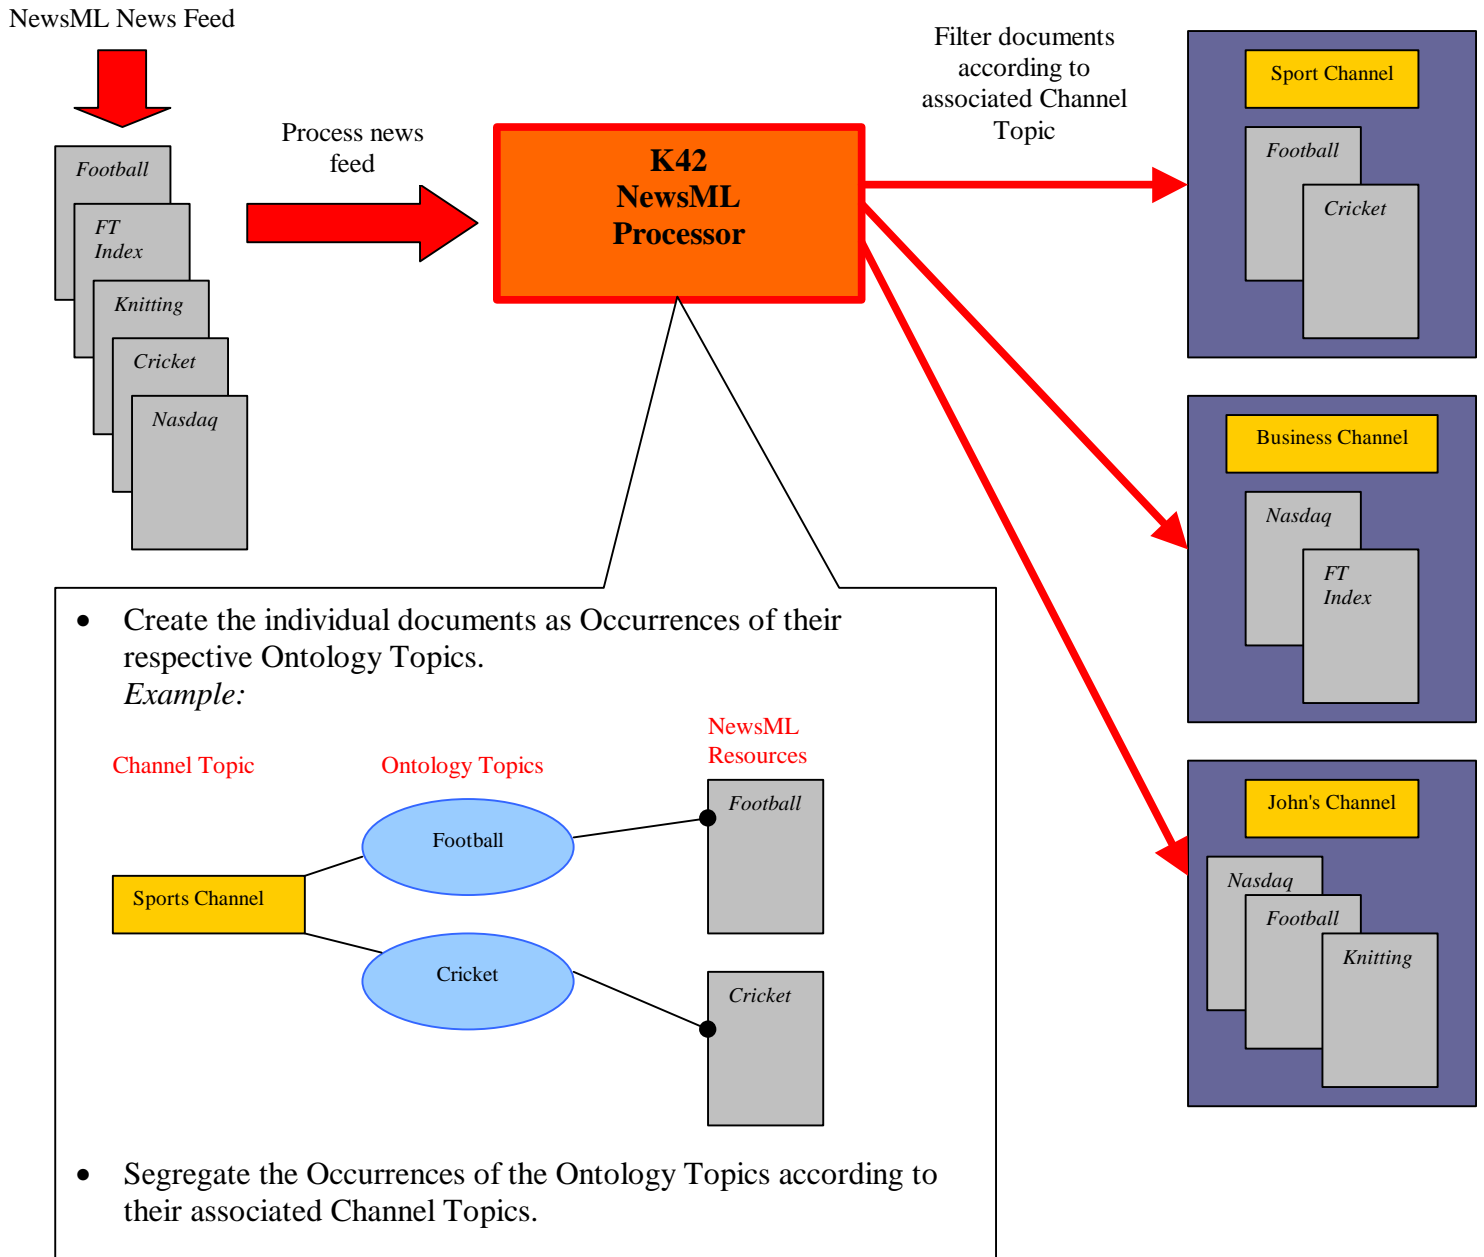 NewsML News Feed
Football
FT
Index
Knitting
Cricket
Nasdaq
Process news
feed
K42
NewsML
Processor
Filter documents
according to
associated Channel
Topic
Sport Channel
Football
Cricket
Business Channel
Nasdaq
FT
Index
John's Channel
Nasdaq
Football
Knitting
• Create the individual documents as Occurrences of their
respective Ontology Topics.
Example:
Channel Topic
Ontology Topics
NewsML
Resources
Sports Channel
Football
Cricket
Football
Cricket
• Segregate the Occurrences of the Ontology Topics according to
their associated Channel Topics.